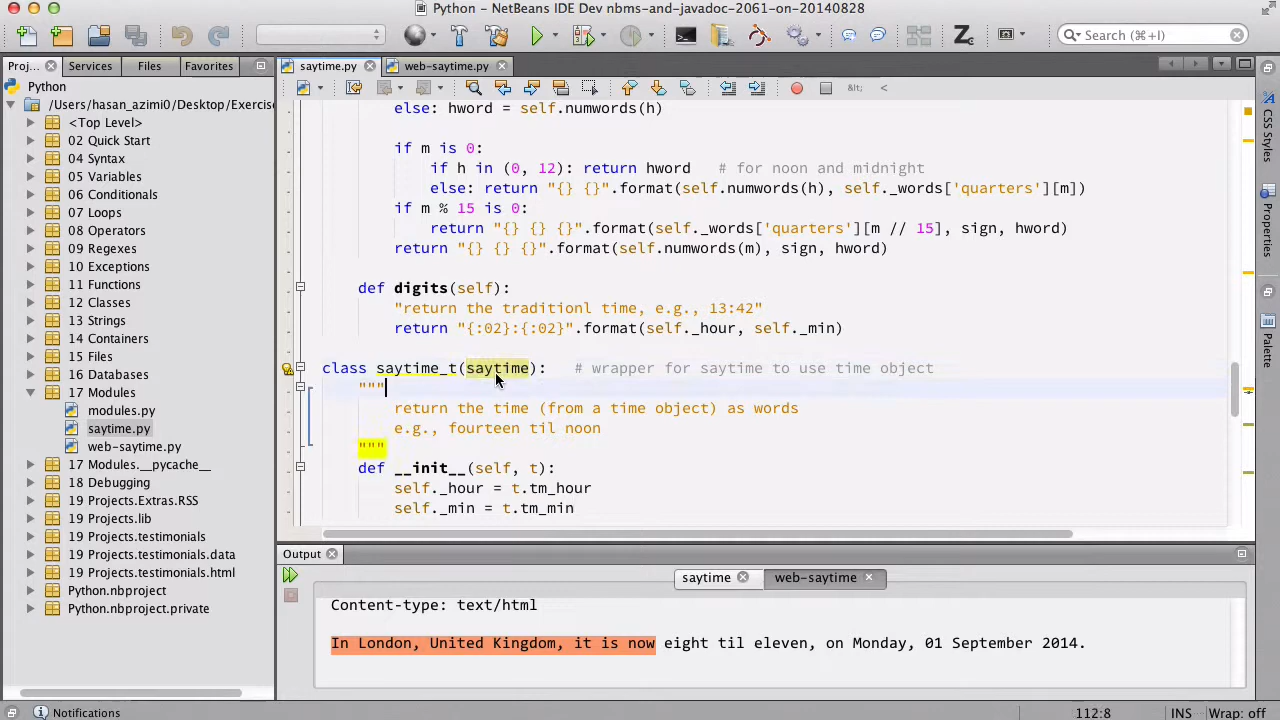 Python - NetBeans IDE Dev nbms-and-javadoc-2061-on-20140828
Search (⌘+I)
Proj... Services Files Favorites
saytime.py web-saytime.py
Alt: <
Python
/Users/hasan_azimi0/Desktop/Exercise
<Top Level>
02 Quick Start
04 Syntax
05 Variables
06 Conditionals
07 Loops
08 Operators
09 Regexes
10 Exceptions
11 Functions
12 Classes
13 Strings
14 Containers
15 Files
16 Databases
17 Modules
modules.py
saytime.py
web-saytime.py
17 Modules.__pycache__
18 Debugging
19 Projects.Extras.RSS
19 Projects.lib
19 Projects.testimonials
19 Projects.testimonials.data
19 Projects.testimonials.html
Python.nbproject
Python.nbproject.private
else: hword = self.numwords(h)
if m is 0:
if h in (0, 12): return hword # for noon and midnight
else: return "{} {}".format(self.numwords(h), self._words['quarters'][m])
if m % 15 is 0:
return "{} {} {}".format(self._words['quarters'][m // 15], sign, hword)
return "{} {} {}".format(self.numwords(m), sign, hword)
def digits(self):
"return the traditionl time, e.g., 13:42"
return "{:02}:{:02}".format(self._hour, self._min)
class saytime_t(saytime): # wrapper for saytime to use time object
"""
return the time (from a time object) as words
e.g., fourteen til noon
"""
def __init__(self, t):
self._hour = t.tm_hour
self._min = t.tm_min
CSS Styles
Properties
Palette
Output
saytime web-saytime
Content-type: text/html
In London, United Kingdom, it is now eight til eleven, on Monday, 01 September 2014.
Notifications
112:8 INS Wrap: off